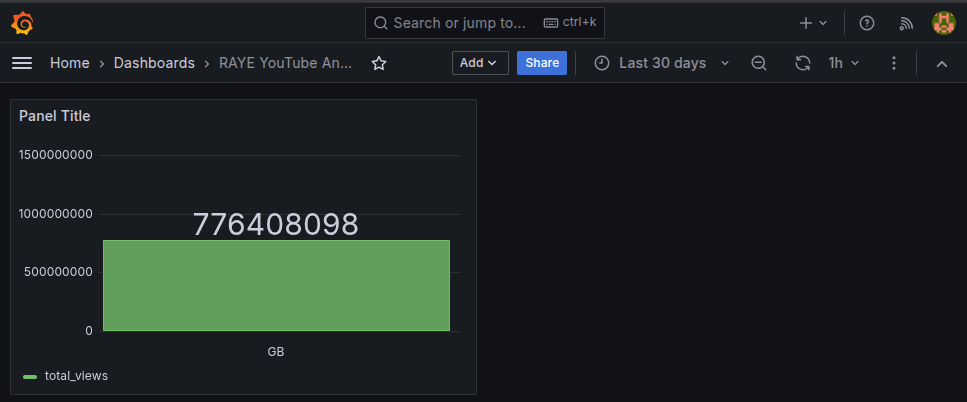 Search or jump to... ctrl+k
Home > Dashboards > RAYE YouTube An... Add Share Last 30 days 1h
Panel Title
1500000000
1000000000
500000000
0
776408098
GB
total_views